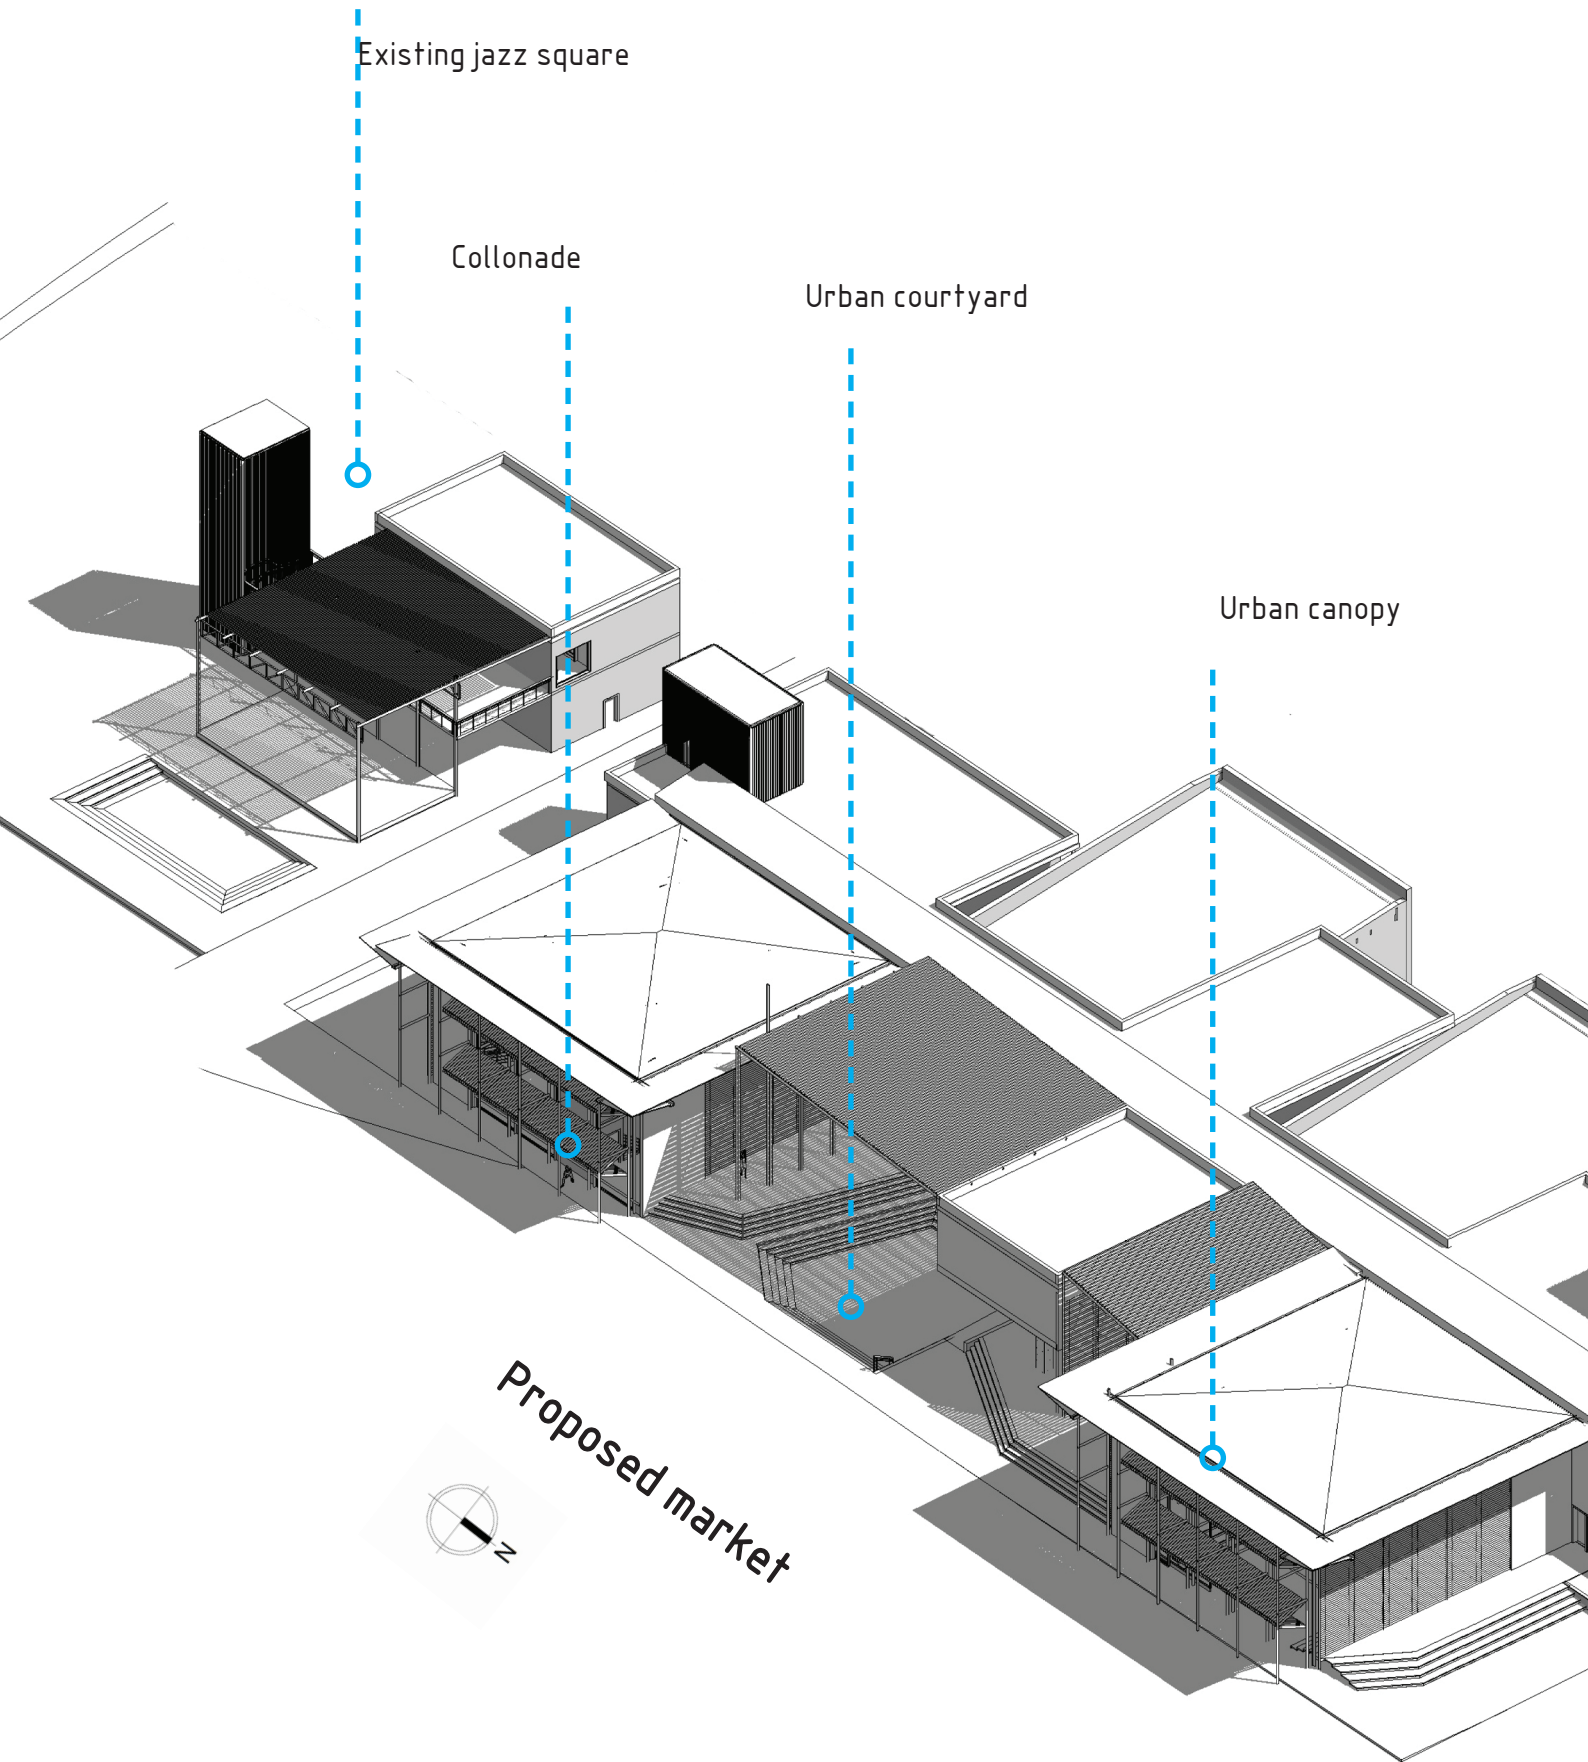 Existing jazz square
Collonade
Urban courtyard
Urban canopy
Proposed market
N